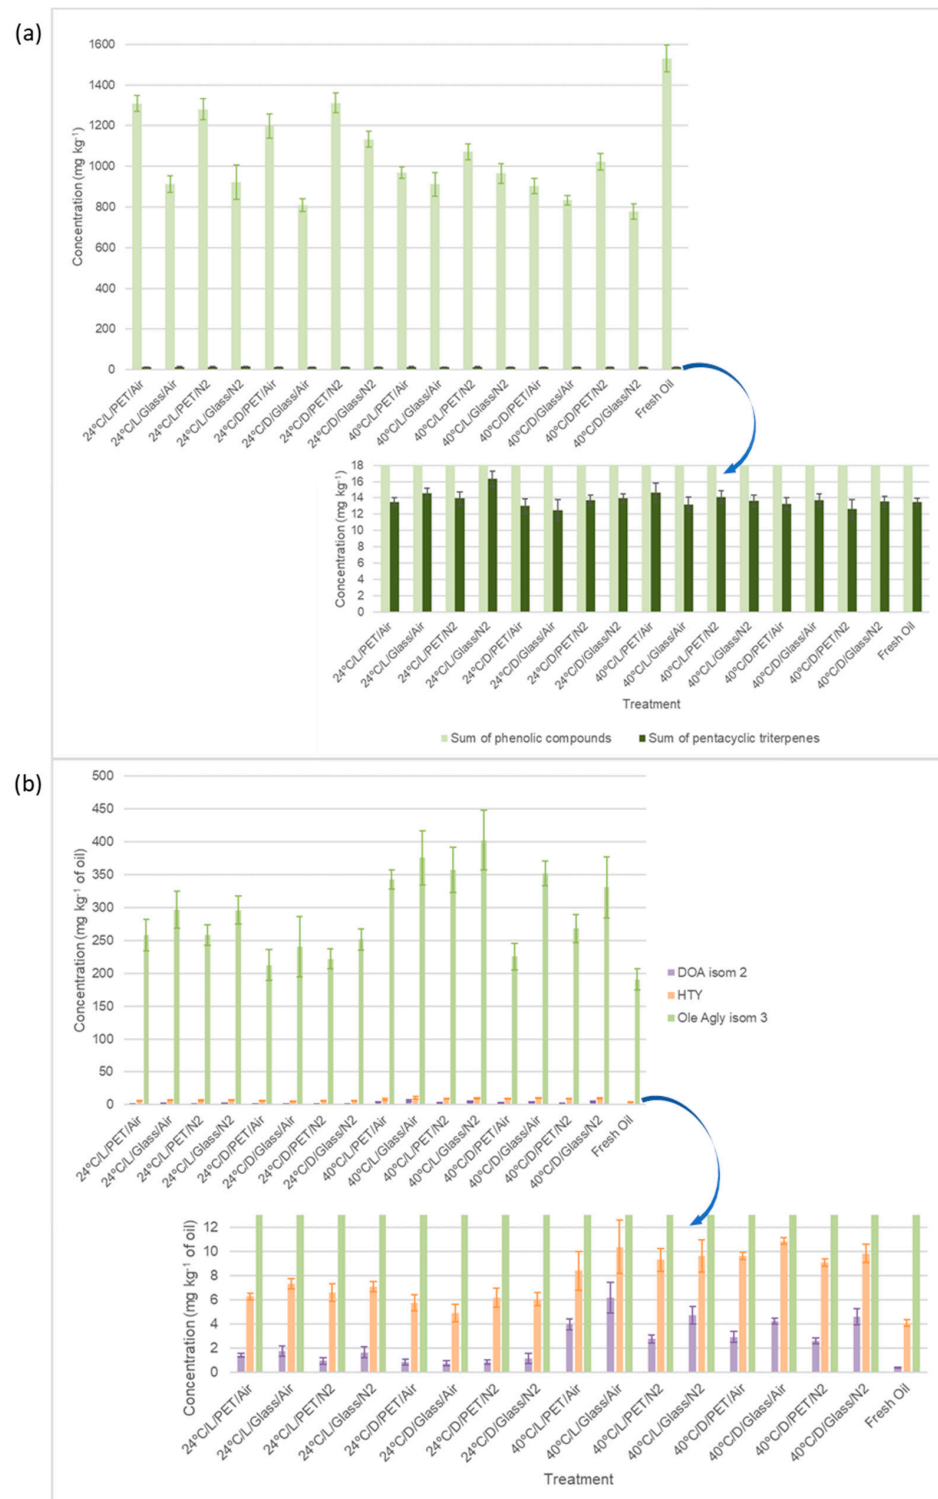 (a)
Concentration (mg kg⁻¹)
1600
1400
1200
1000
800
600
400
200
0
24ºC/L/PET/Air
24ºC/L/Glass/Air
24ºC/L/PET/N2
24ºC/L/Glass/N2
24ºC/D/PET/Air
24ºC/D/Glass/Air
24ºC/D/PET/N2
24ºC/D/Glass/N2
40ºC/L/PET/Air
40ºC/L/Glass/Air
40ºC/L/PET/N2
40ºC/L/Glass/N2
40ºC/D/PET/Air
40ºC/D/Glass/Air
40ºC/D/PET/N2
40ºC/D/Glass/N2
Fresh Oil
Concentration (mg kg⁻¹)
18
16
14
12
10
8
6
4
2
0
24ºC/L/PET/Air
24ºC/L/Glass/Air
24ºC/L/PET/N2
24ºC/L/Glass/N2
24ºC/D/PET/Air
24ºC/D/Glass/Air
24ºC/D/PET/N2
24ºC/D/Glass/N2
40ºC/L/PET/Air
40ºC/L/Glass/Air
40ºC/L/PET/N2
40ºC/L/Glass/N2
40ºC/D/PET/Air
40ºC/D/Glass/Air
40ºC/D/PET/N2
40ºC/D/Glass/N2
Fresh Oil
Treatment
Sum of phenolic compounds
Sum of pentacyclic triterpenes
(b)
Concentration (mg kg⁻¹ of oil)
500
450
400
350
300
250
200
150
100
50
0
24ºC/L/PET/Air
24ºC/L/Glass/Air
24ºC/L/PET/N2
24ºC/L/Glass/N2
24ºC/D/PET/Air
24ºC/D/Glass/Air
24ºC/D/PET/N2
24ºC/D/Glass/N2
40ºC/L/PET/Air
40ºC/L/Glass/Air
40ºC/L/PET/N2
40ºC/L/Glass/N2
40ºC/D/PET/Air
40ºC/D/Glass/Air
40ºC/D/PET/N2
40ºC/D/Glass/N2
Fresh Oil
DOA isom 2
HTY
Ole Agly isom 3
Concentration (mg kg⁻¹ of oil)
12
10
8
6
4
2
0
24ºC/L/PET/Air
24ºC/L/Glass/Air
24ºC/L/PET/N2
24ºC/L/Glass/N2
24ºC/D/PET/Air
24ºC/D/Glass/Air
24ºC/D/PET/N2
24ºC/D/Glass/N2
40ºC/L/PET/Air
40ºC/L/Glass/Air
40ºC/L/PET/N2
40ºC/L/Glass/N2
40ºC/D/PET/Air
40ºC/D/Glass/Air
40ºC/D/PET/N2
40ºC/D/Glass/N2
Fresh Oil
Treatment